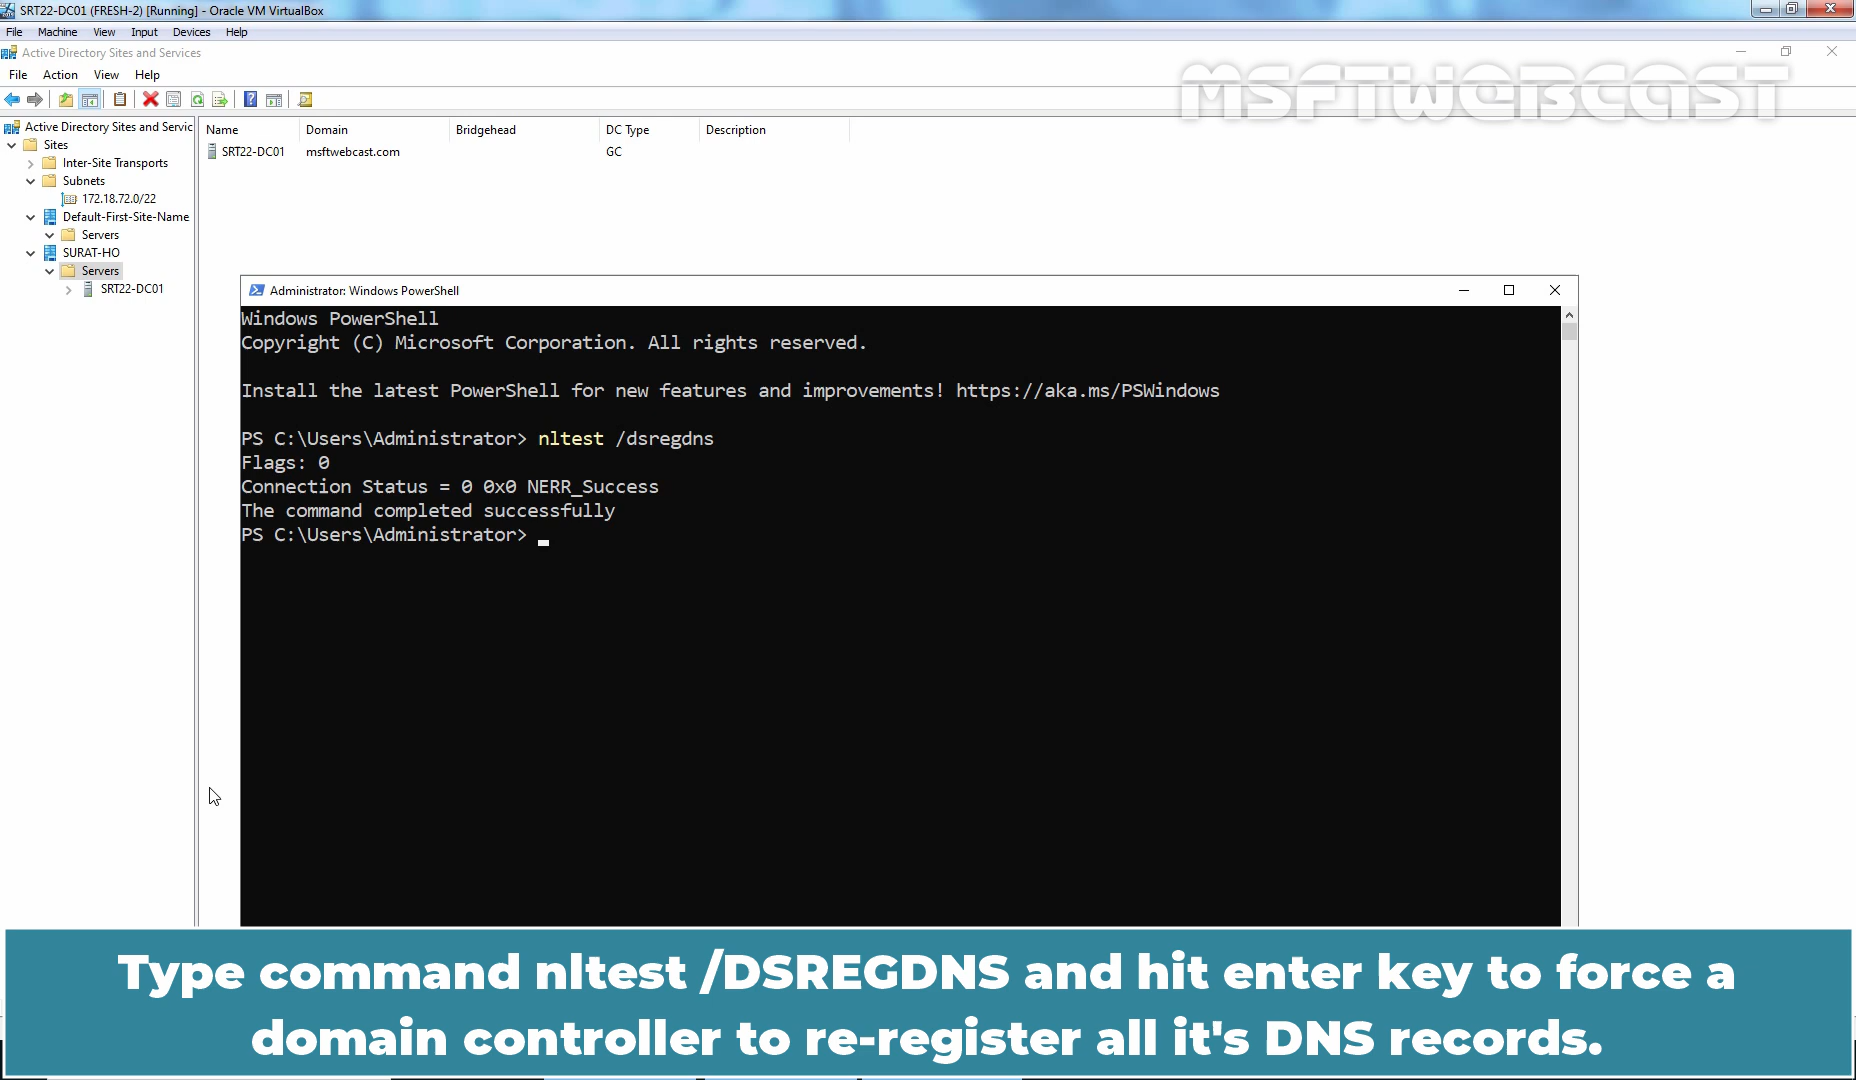 SRT22-DC01 (FRESH-2) [Running] - Oracle VM VirtualBox
File Machine View Input Devices Help
Active Directory Sites and Services
File Action View Help
MSFTWEBCAST
Active Directory Sites and Servic
Sites
Inter-Site Transports
Subnets
172.18.72.0/22
Default-First-Site-Name
Servers
SURAT-HO
Servers
SRT22-DC01
Name Domain Bridgehead DC Type Description
SRT22-DC01 msftwebcast.com GC
Administrator: Windows PowerShell
Windows PowerShell
Copyright (C) Microsoft Corporation. All rights reserved.
Install the latest PowerShell for new features and improvements! https://aka.ms/PSWindows
PS C:\Users\Administrator> nltest /dsregdns
Flags: 0
Connection Status = 0 0x0 NERR_Success
The command completed successfully
PS C:\Users\Administrator>
Type command nltest /DSREGDNS and hit enter key to force a
domain controller to re-register all it's DNS records.